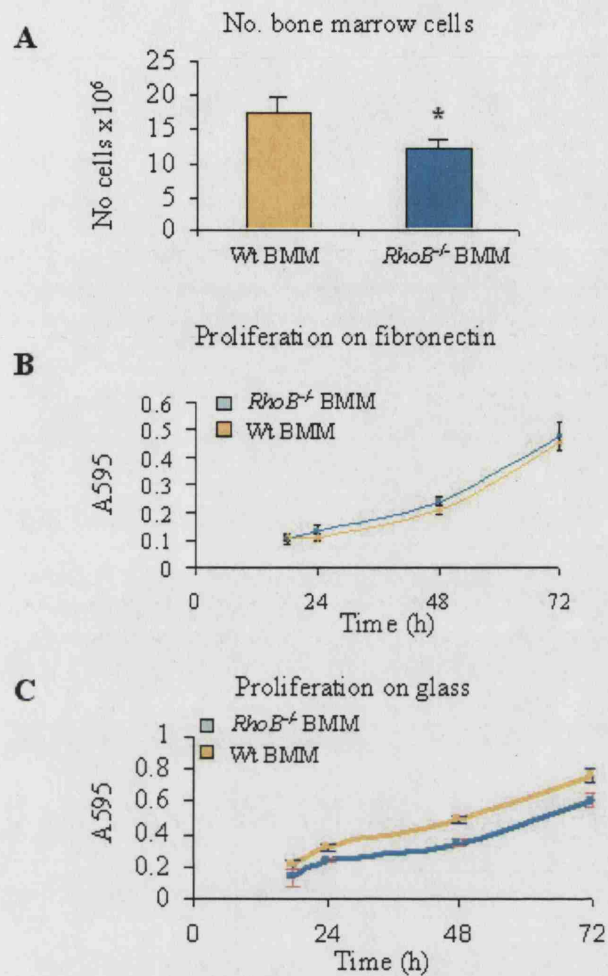 A
No. bone marrow cells
No cells x10⁶
25
20
15
10
5
0
Wt BMM
RhoB⁻/⁻ BMM
*
Proliferation on fibronectin
B
RhoB⁻/⁻ BMM
Wt BMM
A595
0.6
0.5
0.4
0.3
0.2
0.1
0
0 24 48 72
Time (h)
C
Proliferation on glass
RhoB⁻/⁻ BMM
Wt BMM
A595
1
0.8
0.6
0.4
0.2
0
0 24 48 72
Time (h)